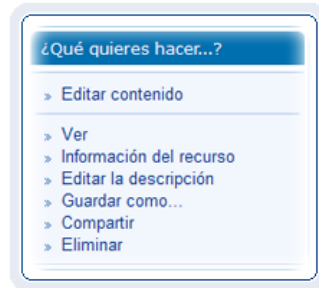 ¿Qué quieres hacer...?
» Editar contenido
» Ver
» Información del recurso
» Editar la descripción
» Guardar como...
» Compartir
» Eliminar